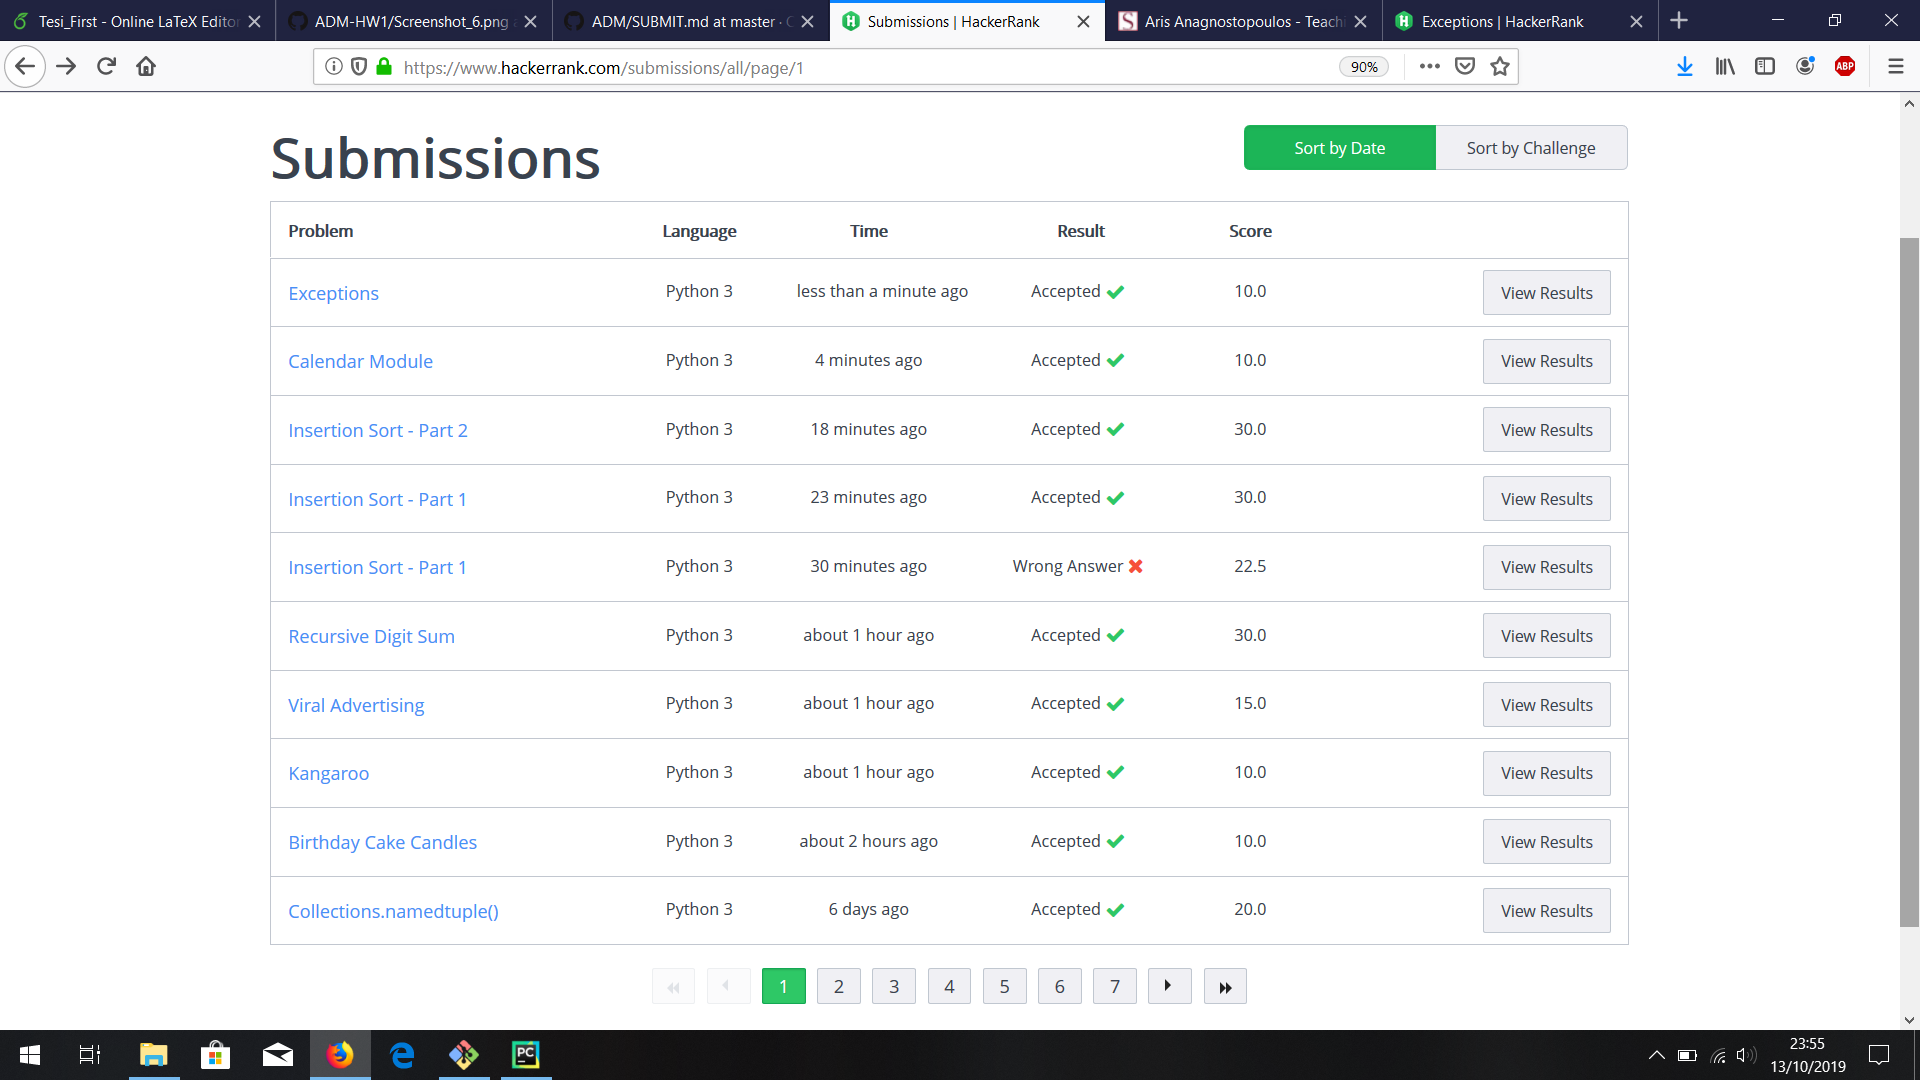 Tesi_First - Online LaTeX Edito
ADM-HW1/Screenshot_6.png a
ADM/SUBMIT.md at master · C
Submissions | HackerRank
Aris Anagnostopoulos - Teachi
Exceptions | HackerRank
https://www.hackerrank.com/submissions/all/page/1
90%
ABP
Submissions
Sort by Date
Sort by Challenge
Problem Language Time Result Score
Exceptions Python 3 less than a minute ago Accepted 10.0 View Results
Calendar Module Python 3 4 minutes ago Accepted 10.0 View Results
Insertion Sort - Part 2 Python 3 18 minutes ago Accepted 30.0 View Results
Insertion Sort - Part 1 Python 3 23 minutes ago Accepted 30.0 View Results
Insertion Sort - Part 1 Python 3 30 minutes ago Wrong Answer 22.5 View Results
Recursive Digit Sum Python 3 about 1 hour ago Accepted 30.0 View Results
Viral Advertising Python 3 about 1 hour ago Accepted 15.0 View Results
Kangaroo Python 3 about 1 hour ago Accepted 10.0 View Results
Birthday Cake Candles Python 3 about 2 hours ago Accepted 10.0 View Results
Collections.namedtuple() Python 3 6 days ago Accepted 20.0 View Results
1 2 3 4 5 6 7
PC
23:55
13/10/2019